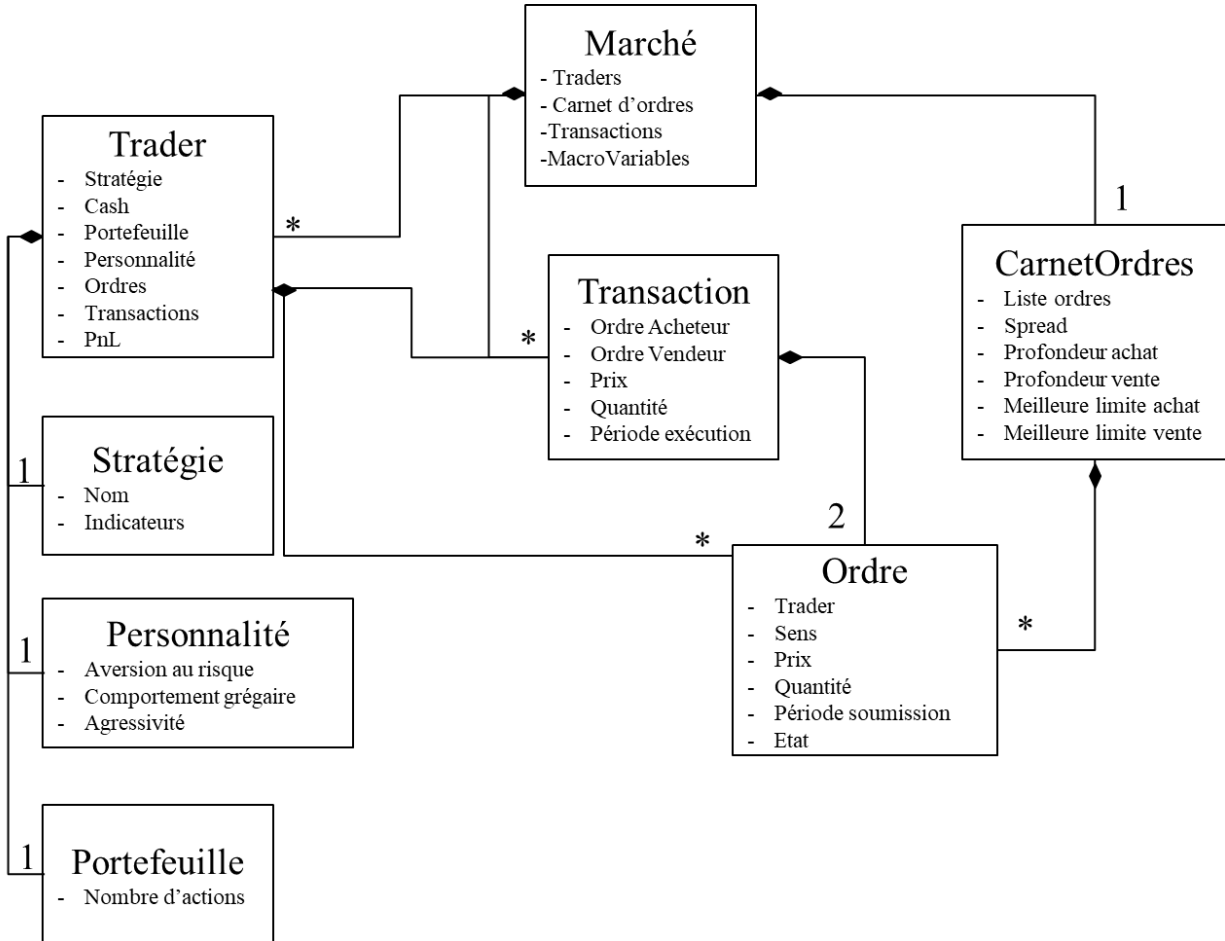 Marché
- Traders
- Carnet d’ordres
-Transactions
-MacroVariables
Trader
- Stratégie
- Cash
- Portefeuille
- Personnalité
- Ordres
- Transactions
- PnL
*
1
CarnetOrdres
- Liste ordres
- Spread
- Profondeur achat
- Profondeur vente
- Meilleure limite achat
- Meilleure limite vente
Transaction
- Ordre Acheteur
- Ordre Vendeur
- Prix
- Quantité
- Période exécution
*
1
Stratégie
- Nom
- Indicateurs
2
*
Ordre
- Trader
- Sens
- Prix
- Quantité
- Période soumission
- Etat
*
1
Personnalité
- Aversion au risque
- Comportement grégaire
- Agressivité
1
Portefeuille
- Nombre d’actions